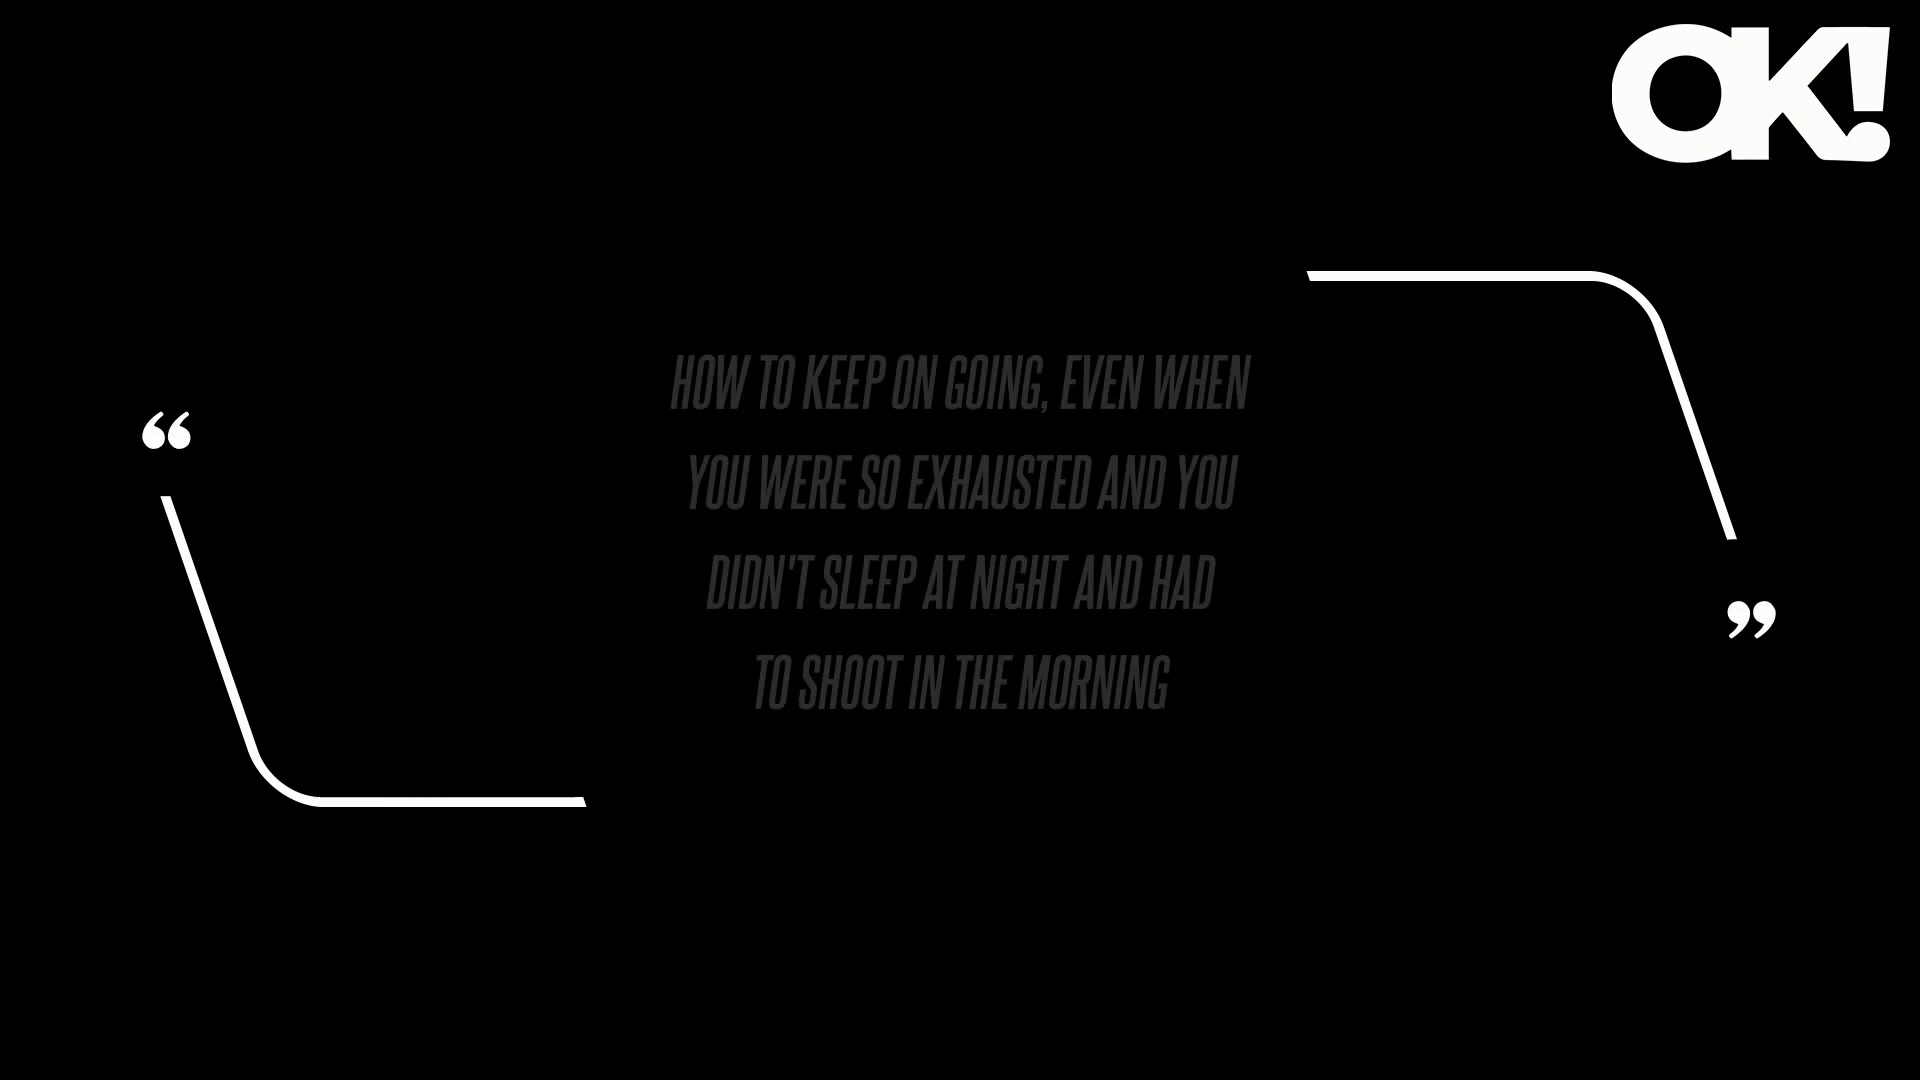 OK!
“
HOW TO KEEP ON GOING, EVEN WHEN
YOU WERE SO EXHAUSTED AND YOU
DIDN'T SLEEP AT NIGHT AND HAD
TO SHOOT IN THE MORNING
”